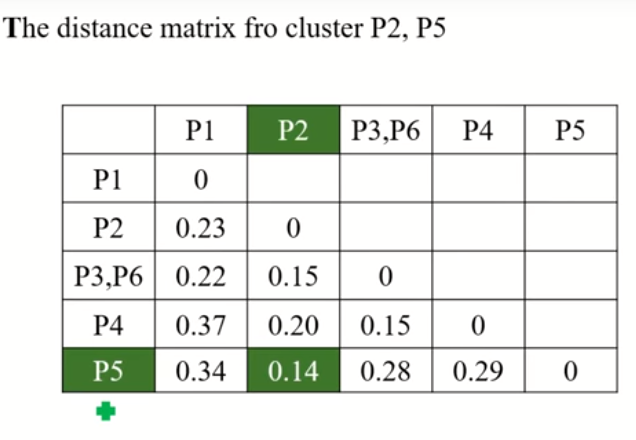 The distance matrix fro cluster P2, P5
P1 P2 P3,P6 P4 P5
P1 0
P2 0.23 0
P3,P6 0.22 0.15 0
P4 0.37 0.20 0.15 0
P5 0.34 0.14 0.28 0.29 0